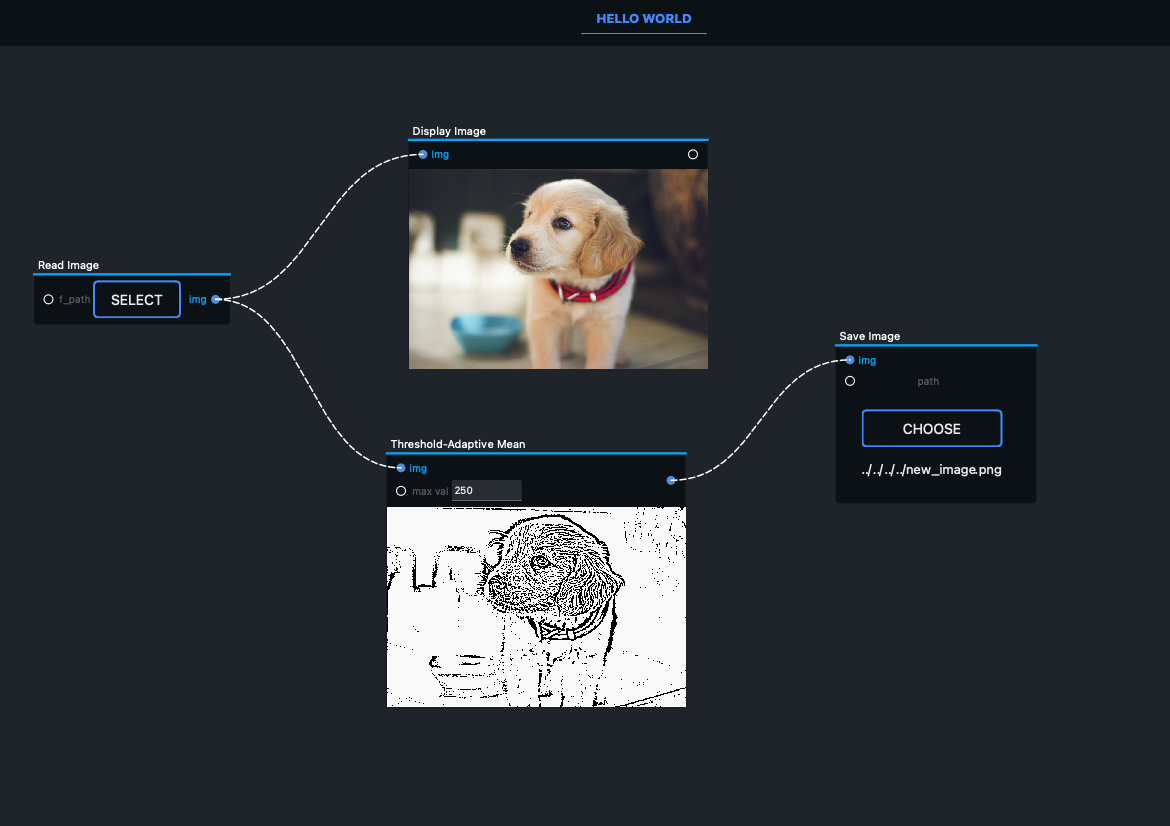 HELLO WORLD
Display Image
img
Read Image
f_path
SELECT
img
Save Image
img
path
CHOOSE
../../../../new_image.png
Threshold-Adaptive Mean
img
max val
250